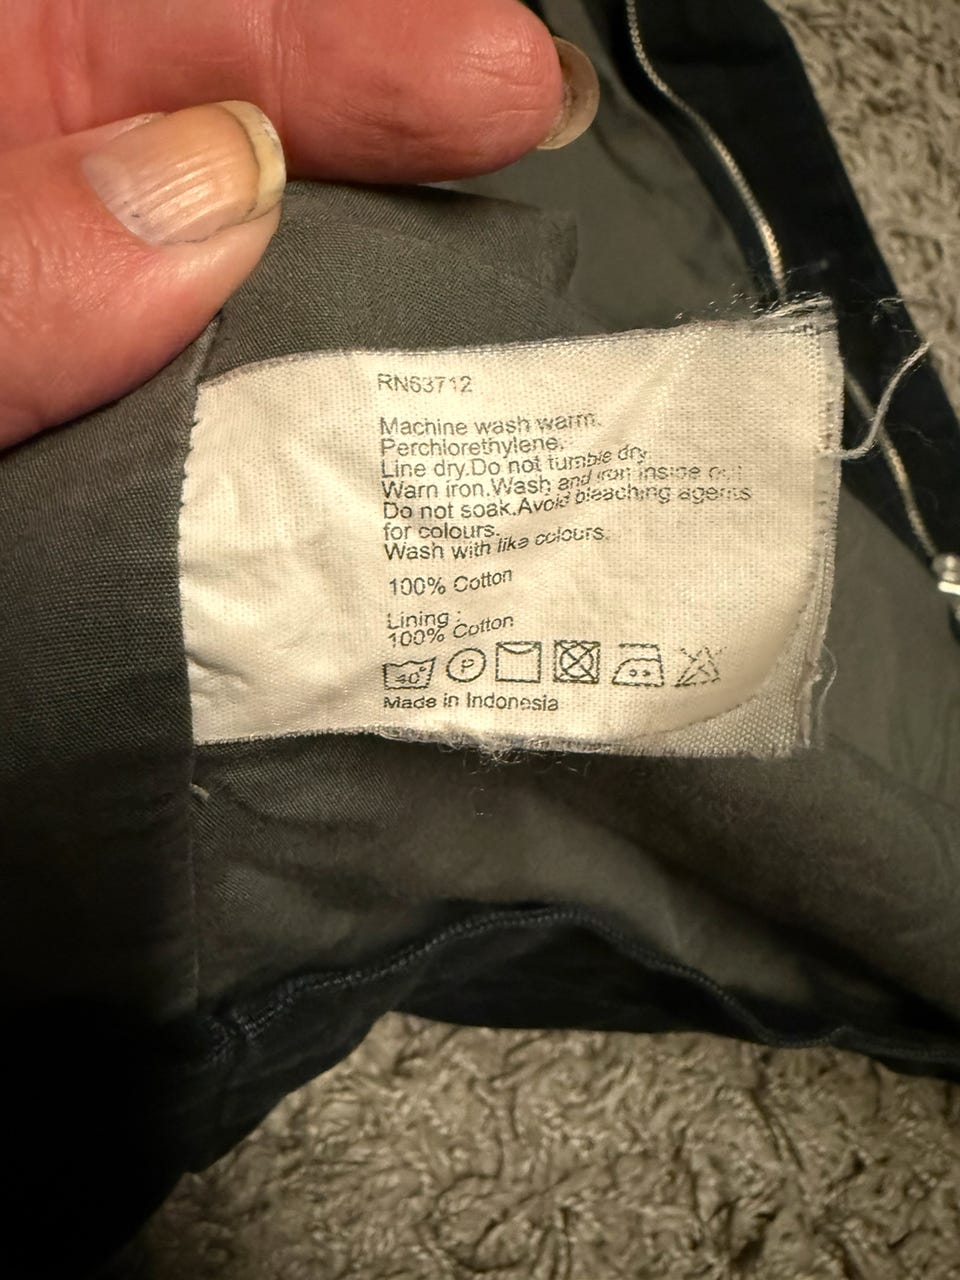 RN63712
Machine wash warm.
Perchlorethylene.
Line dry.Do not tumble dry.
Warn iron.Wash and iron inside out.
Do not soak.Avoid bleaching agents
for colours.
Wash with like colours.
100% Cotton
Lining :
100% Cotton
40° P
Made in Indonesia